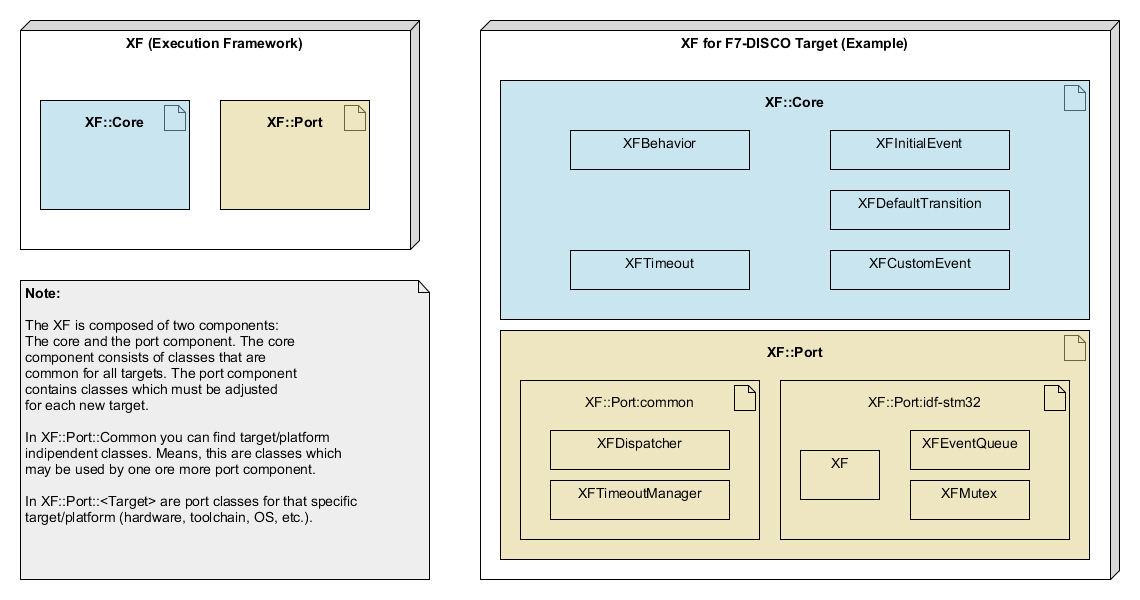 XF (Execution Framework)
XF::Core
XF::Port
Note:
The XF is composed of two components:
The core and the port component. The core
component consists of classes that are
common for all targets. The port component
contains classes which must be adjusted
for each new target.
In XF::Port::Common you can find target/platform
indipendent classes. Means, this are classes which
may be used by one ore more port component.
In XF::Port::<Target> are port classes for that specific
target/platform (hardware, toolchain, OS, etc.).
XF for F7-DISCO Target (Example)
XF::Core
XFBehavior
XFInitialEvent
XFDefaultTransition
XFTimeout
XFCustomEvent
XF::Port
XF::Port:common
XFDispatcher
XFTimeoutManager
XF::Port:idf-stm32
XF
XFEventQueue
XFMutex